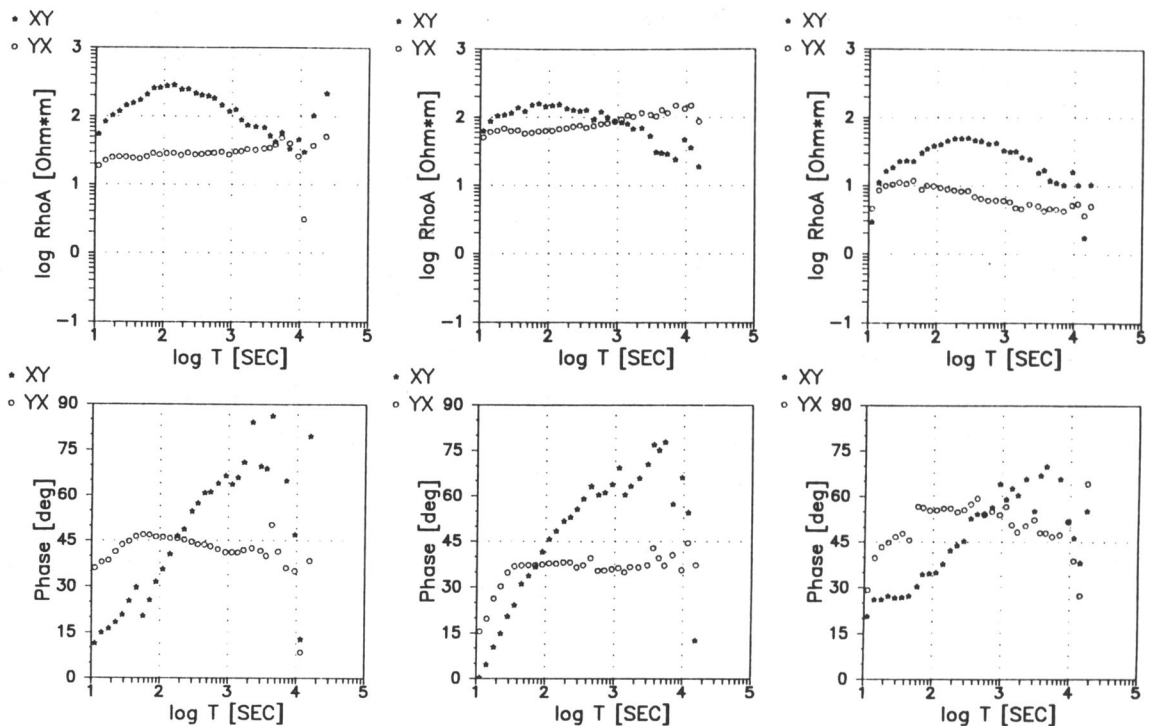 ★ XY
○ YX
log RhoA [Ohm*m]
3
2
1
0
−1
1 2 3 4 5
log T [SEC]
★ XY
○ YX
log RhoA [Ohm*m]
3
2
1
0
−1
1 2 3 4 5
log T [SEC]
★ XY
○ YX
log RhoA [Ohm*m]
3
2
1
0
−1
1 2 3 4 5
log T [SEC]
★ XY
○ YX
Phase [deg]
90
75
60
45
30
15
0
1 2 3 4 5
log T [SEC]
★ XY
○ YX
Phase [deg]
90
75
60
45
30
15
0
1 2 3 4 5
log T [SEC]
★ XY
○ YX
Phase [deg]
90
75
60
45
30
15
0
1 2 3 4 5
log T [SEC]